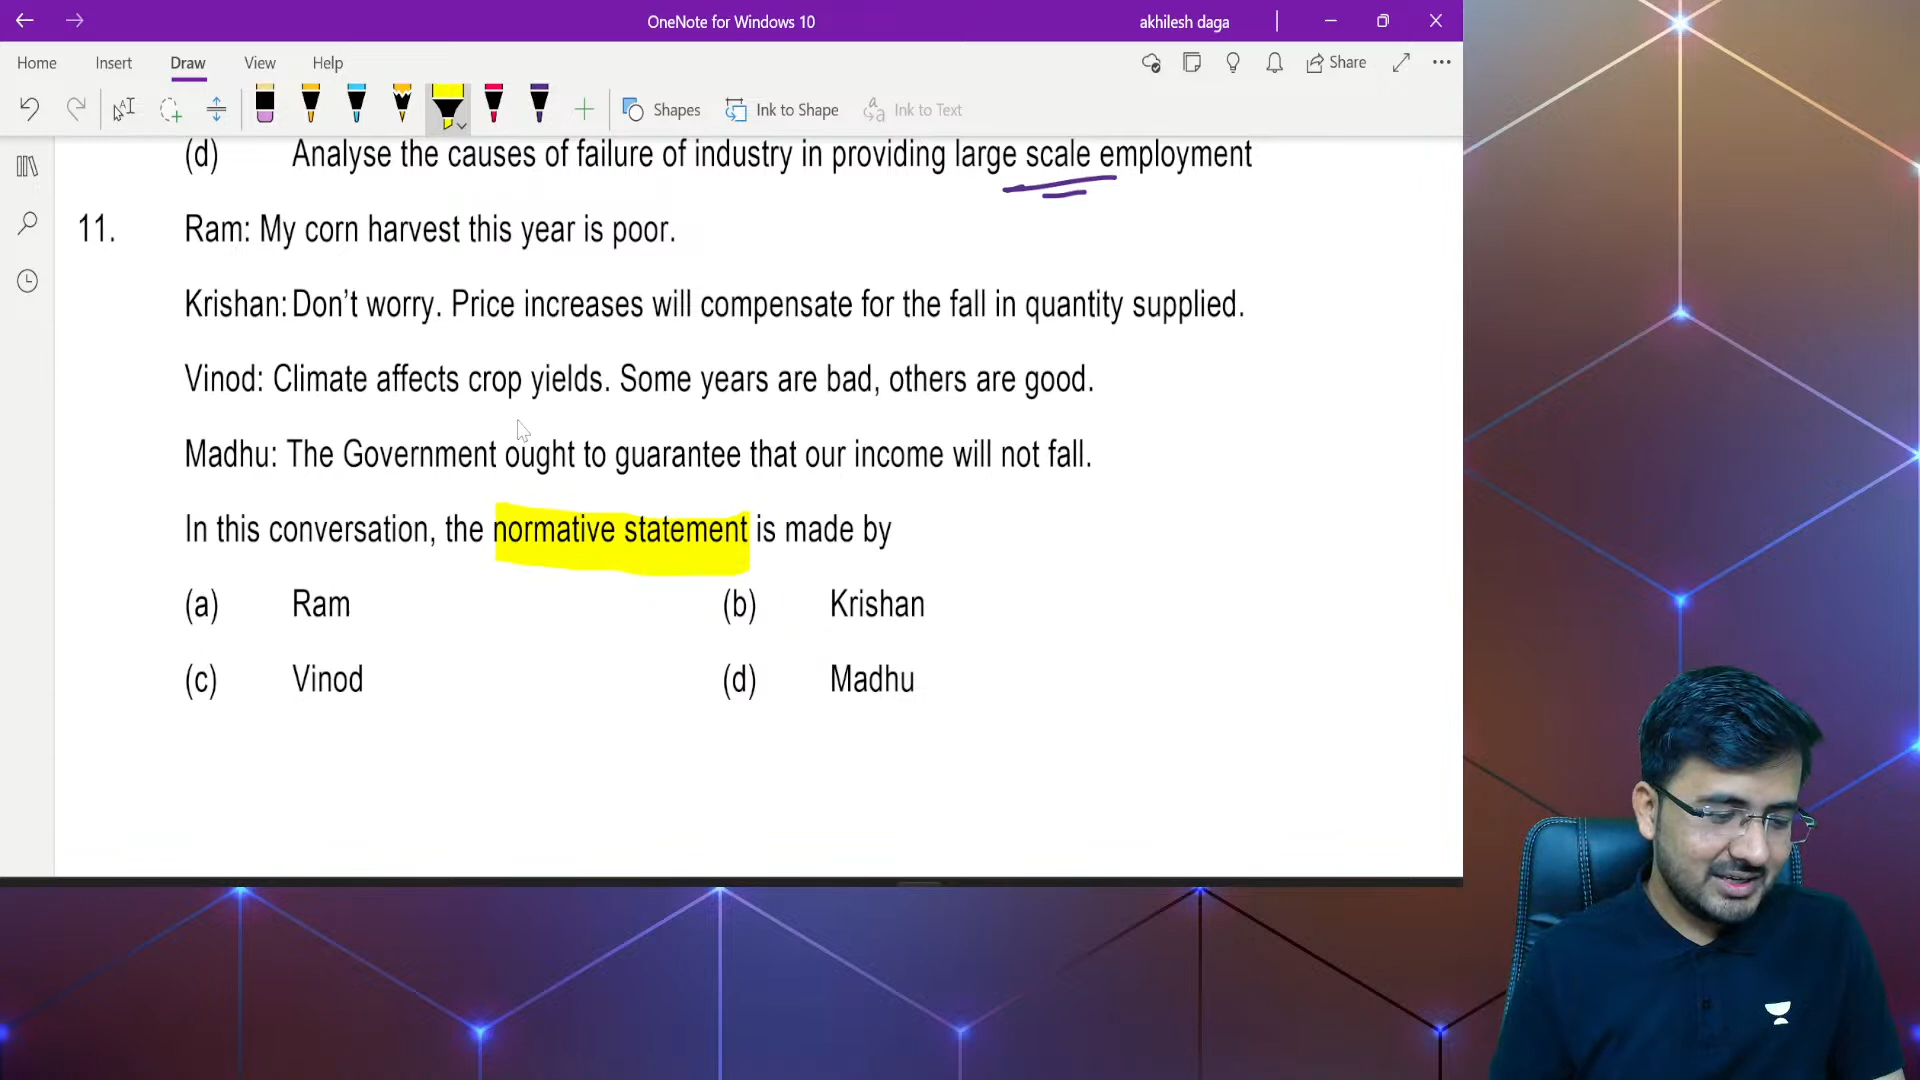 OneNote for Windows 10
akhilesh daga
Home Insert Draw View Help
Share
Shapes Ink to Shape Ink to Text
(d) Analyse the causes of failure of industry in providing large scale employment
11. Ram: My corn harvest this year is poor.
Krishan: Don't worry. Price increases will compensate for the fall in quantity supplied.
Vinod: Climate affects crop yields. Some years are bad, others are good.
Madhu: The Government ought to guarantee that our income will not fall.
In this conversation, the normative statement is made by
(a) Ram (b) Krishan
(c) Vinod (d) Madhu